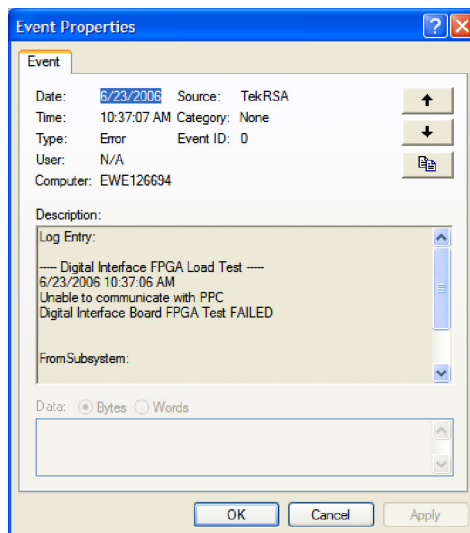 Event Properties
Event
Date: 6/23/2006 Source: TekRSA
Time: 10:37:07 AM Category: None
Type: Error Event ID: 0
User: N/A
Computer: EWE126694
Description:
Log Entry:
---- Digital Interface FPGA Load Test ----
6/23/2006 10:37:06 AM
Unable to communicate with PPC
Digital Interface Board FPGA Test FAILED
FromSubsystem:
Data: Bytes Words
OK Cancel Apply